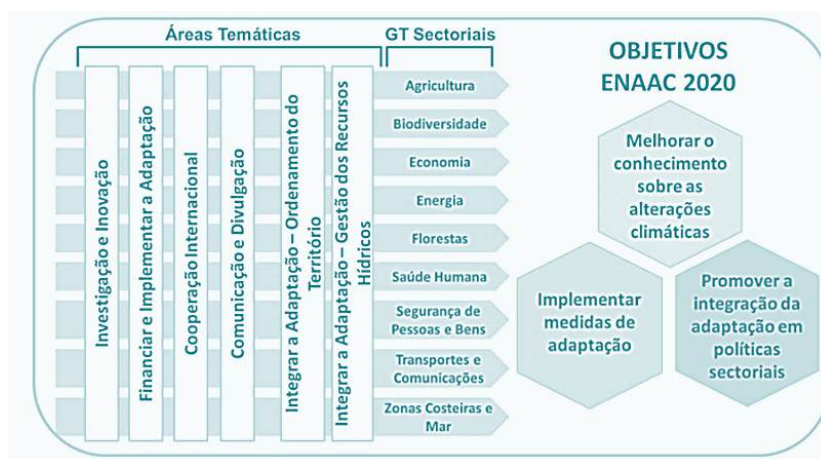 Áreas Temáticas
GT Sectoriais
Investigação e Inovação
Financiar e Implementar a Adaptação
Cooperação Internacional
Comunicação e Divulgação
Integrar a Adaptação – Ordenamento do
Território
Integrar a Adaptação – Gestão dos Recursos
Hídricos
Agricultura
Biodiversidade
Economia
Energia
Florestas
Saúde Humana
Segurança de
Pessoas e Bens
Transportes e
Comunicações
Zonas Costeiras e
Mar
OBJETIVOS
ENAAC 2020
Melhorar o
conhecimento
sobre as
alterações
climáticas
Implementar
medidas de
adaptação
Promover a
integração da
adaptação em
políticas
sectoriais